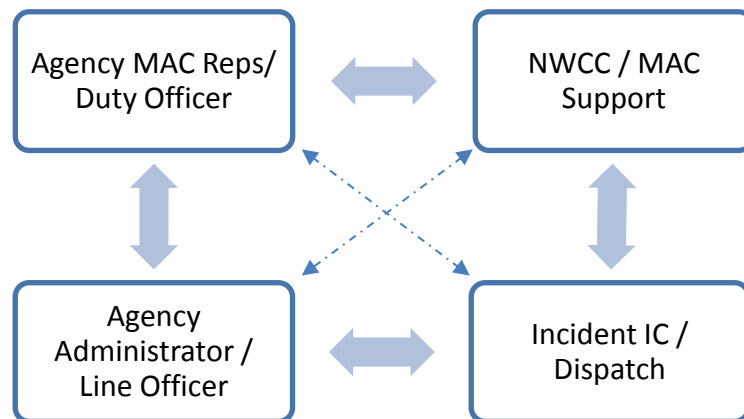 Agency MAC Reps/
Duty Officer
NWCC / MAC
Support
Agency
Administrator /
Line Officer
Incident IC /
Dispatch